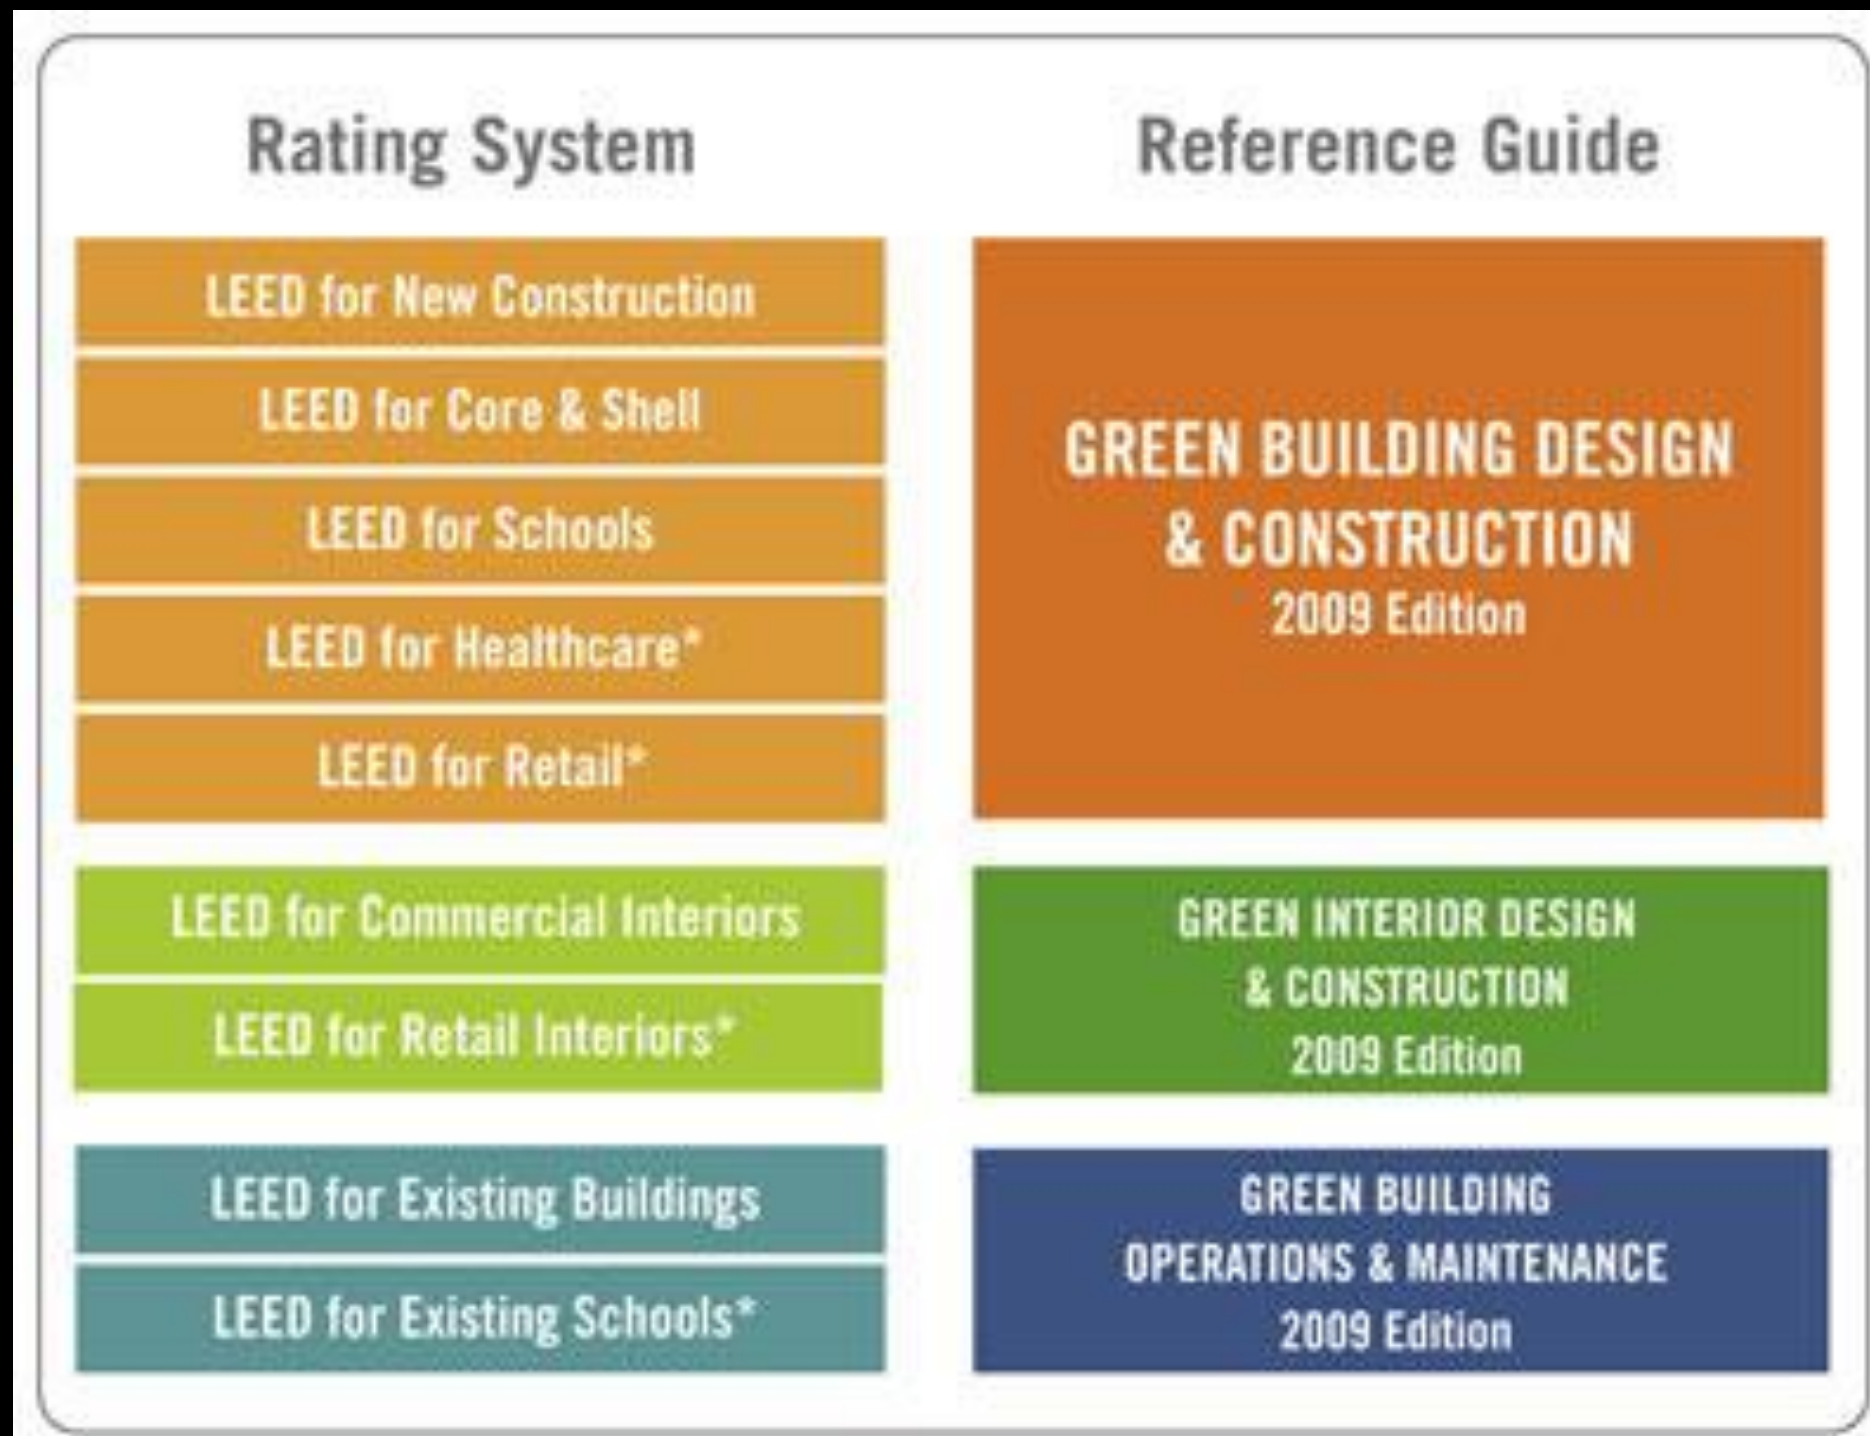 Rating System
Reference Guide
LEED for New Construction
LEED for Core & Shell
LEED for Schools
LEED for Healthcare*
LEED for Retail*
GREEN BUILDING DESIGN
& CONSTRUCTION
2009 Edition
LEED for Commercial Interiors
LEED for Retail Interiors*
GREEN INTERIOR DESIGN
& CONSTRUCTION
2009 Edition
LEED for Existing Buildings
LEED for Existing Schools*
GREEN BUILDING
OPERATIONS & MAINTENANCE
2009 Edition